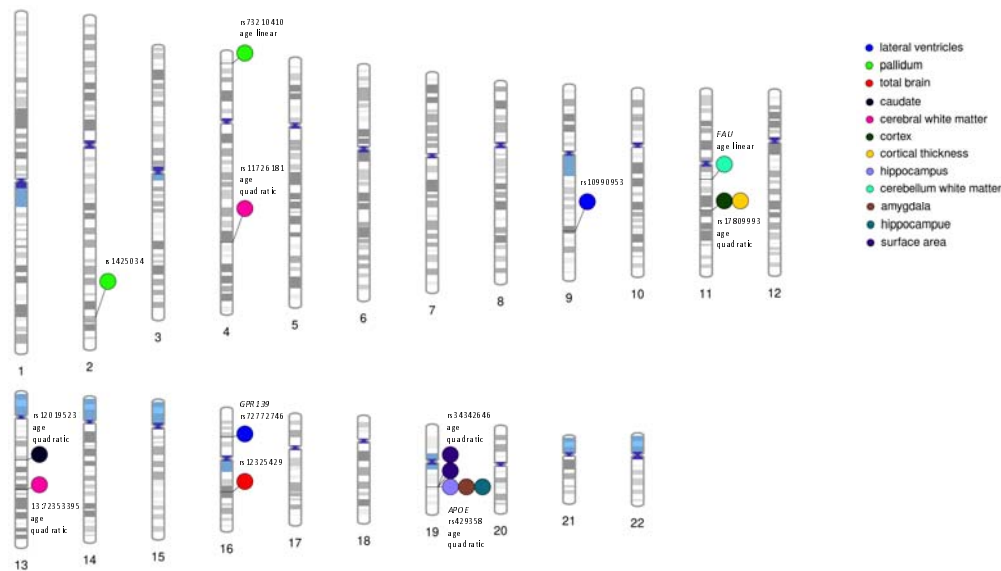 rs73210410
age linear
lateral ventricles
pallidum
total brain
caudate
cerebral white matter
cortex
cortical thickness
hippocampus
cerebellum white matter
amygdala
hippocampue
surface area
FAU
age linear
rs11726181
age
quadratic
rs10990953
rs17809993
age
quadratic
rs1425034
1
2
3
4
5
6
7
8
9
10
11
12
rs12019523
age
quadratic
13:72353395
age
quadratic
GPR139
rs72772746
rs12325429
rs34342646
age
quadratic
APOE
rs429358
age
quadratic
13
14
15
16
17
18
19
20
21
22